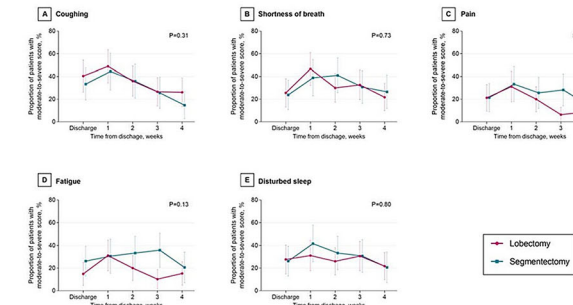 A Coughing
Proportion of patients with
moderate-to-severe score, %
80
60
40
20
0
P=0.31
Discharge 1 2 3 4
Time from dischage, weeks
B Shortness of breath
Proportion of patients with
moderate-to-severe score, %
80
60
40
20
0
P=0.73
Discharge 1 2 3 4
Time from dischage, weeks
C Pain
Proportion of patients with
moderate-to-severe score, %
80
60
40
20
0
Discharge 1 2 3
Time from dischage, weeks
D Fatigue
Proportion of patients with
moderate-to-severe score, %
80
60
40
20
0
P=0.13
Discharge 1 2 3 4
Time from dischage, weeks
E Disturbed sleep
Proportion of patients with
moderate-to-severe score, %
80
60
40
20
0
P=0.80
Discharge 1 2 3 4
Time from dischage, weeks
Lobectomy
Segmentectomy